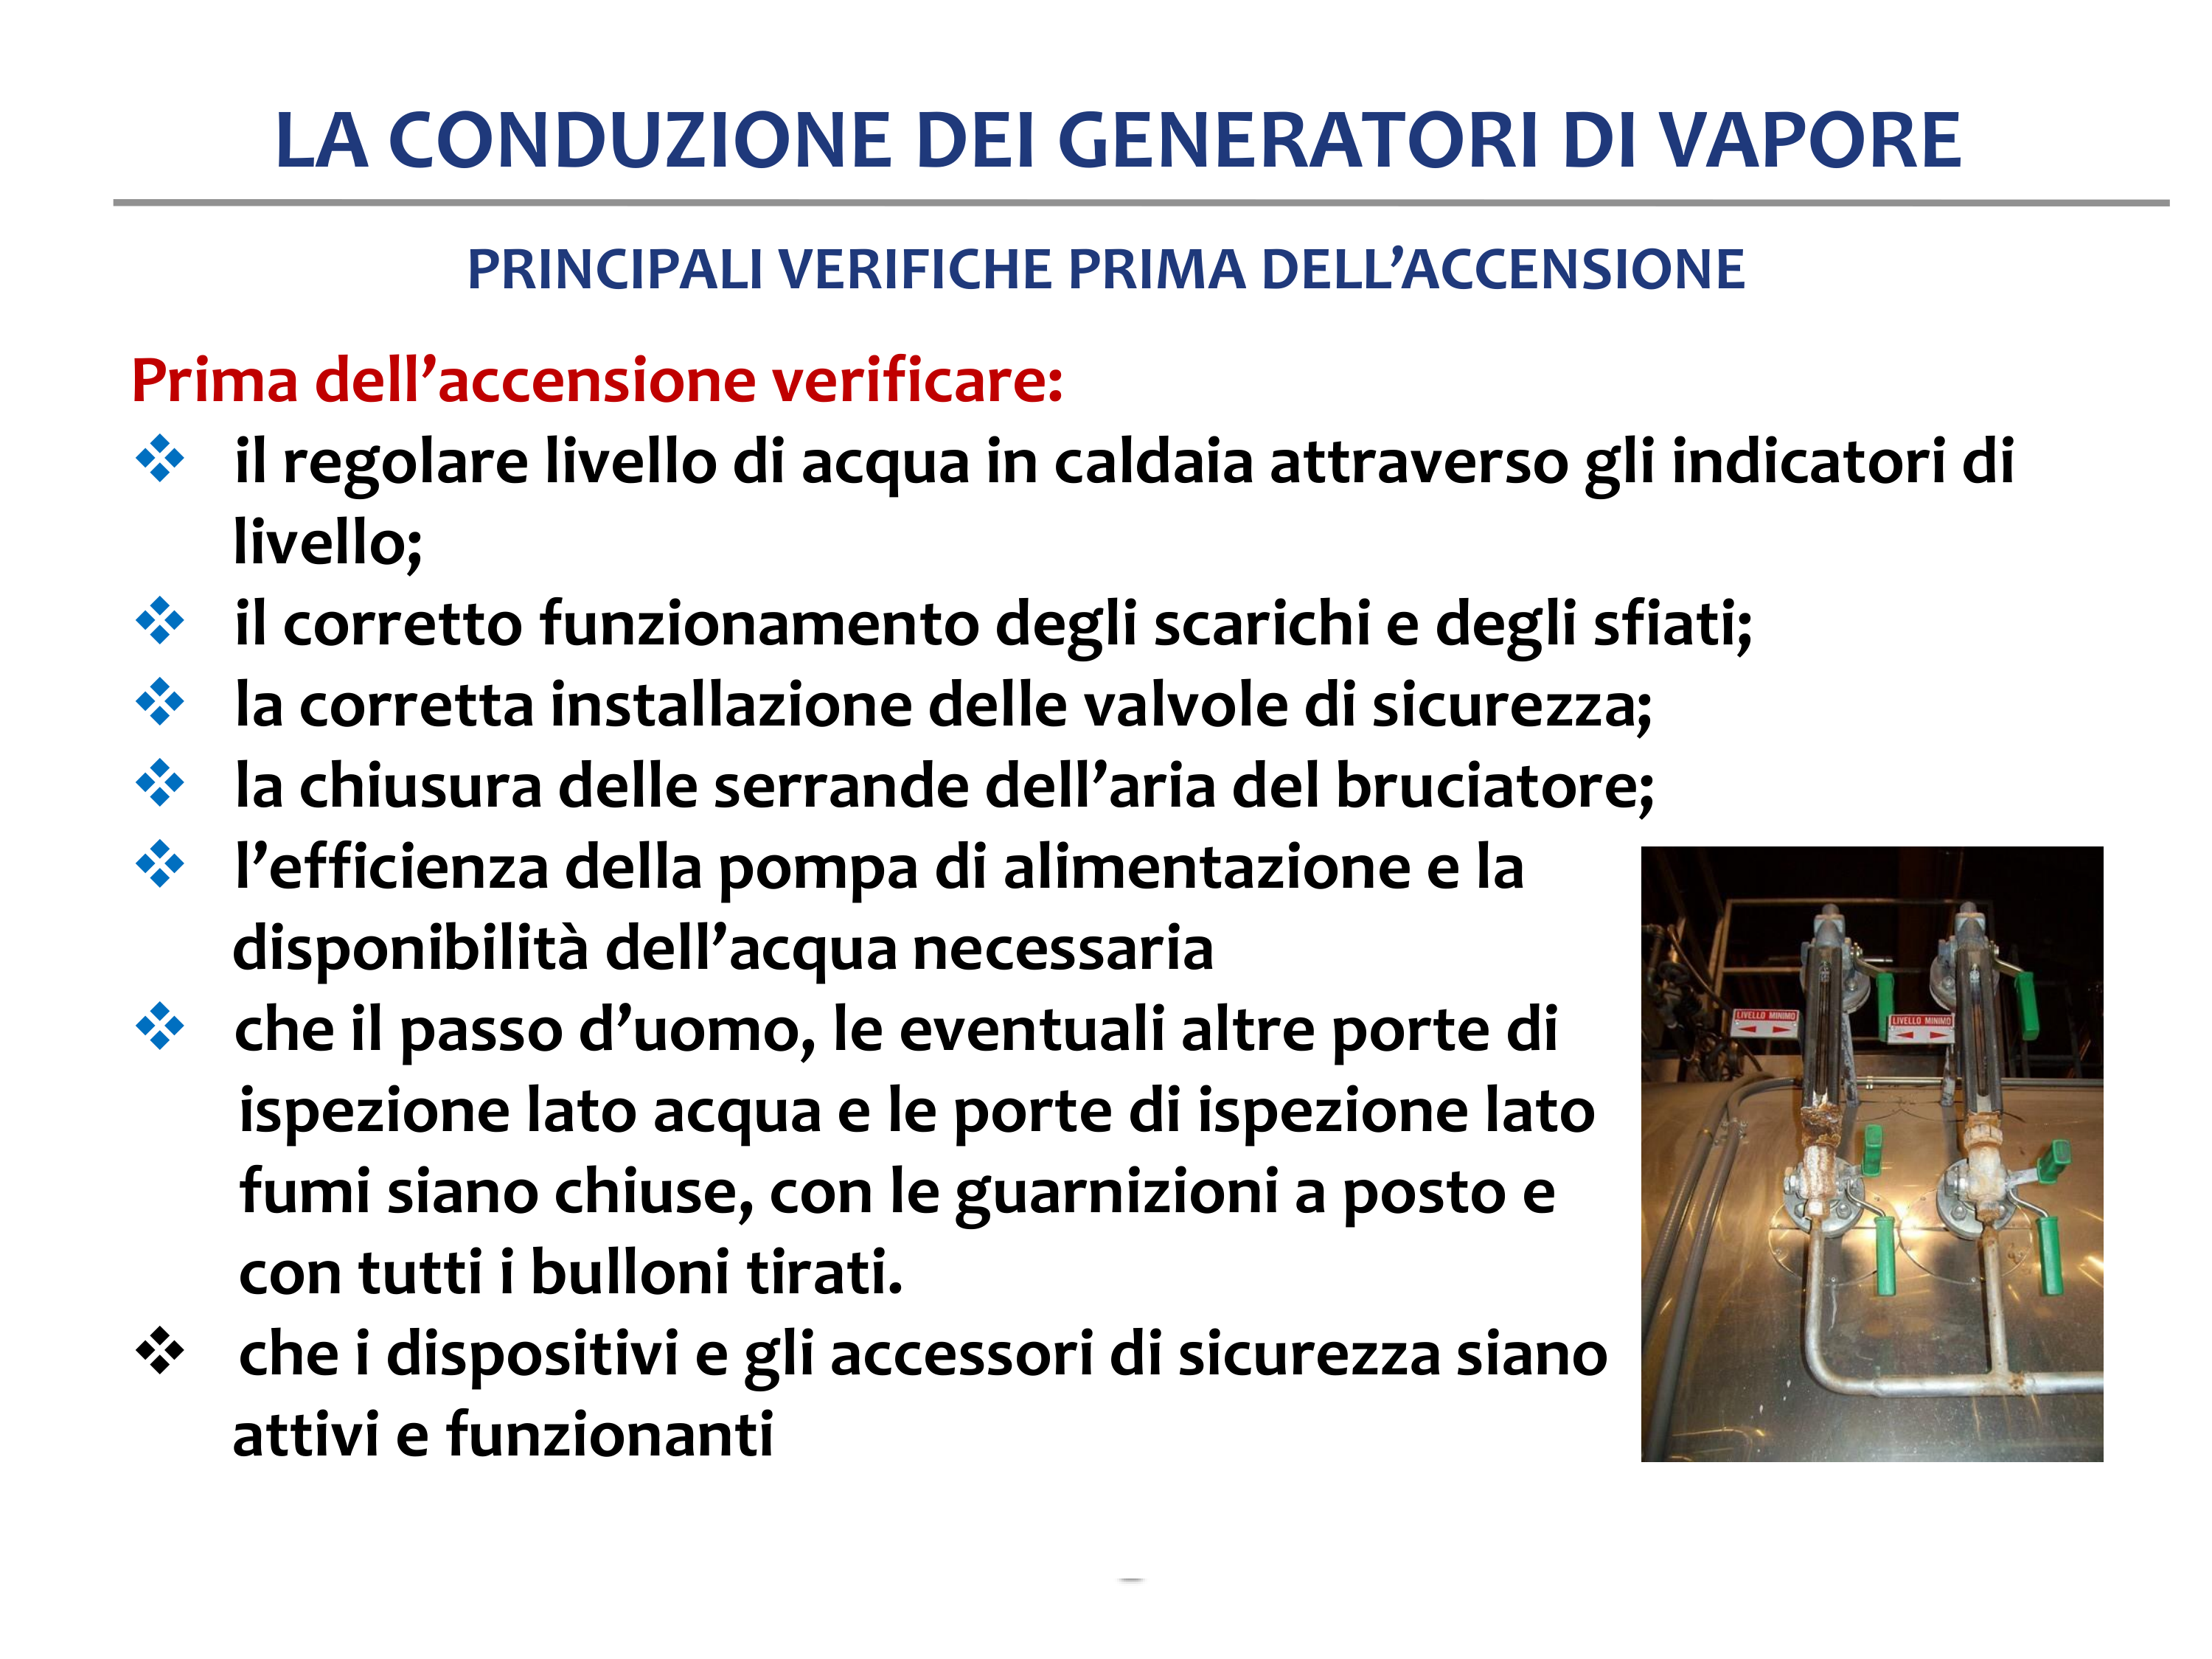 LA CONDUZIONE DEI GENERATORI DI VAPORE
PRINCIPALI VERIFICHE PRIMA DELL’ACCENSIONE
Prima dell’accensione verificare:
❖ il regolare livello di acqua in caldaia attraverso gli indicatori di
livello;
❖ il corretto funzionamento degli scarichi e degli sfiati;
❖ la corretta installazione delle valvole di sicurezza;
❖ la chiusura delle serrande dell’aria del bruciatore;
❖ l’efficienza della pompa di alimentazione e la
disponibilità dell’acqua necessaria
❖ che il passo d’uomo, le eventuali altre porte di
ispezione lato acqua e le porte di ispezione lato
fumi siano chiuse, con le guarnizioni a posto e
con tutti i bulloni tirati.
❖ che i dispositivi e gli accessori di sicurezza siano
attivi e funzionanti
LIVELLO MINIMO
LIVELLO MINIMO